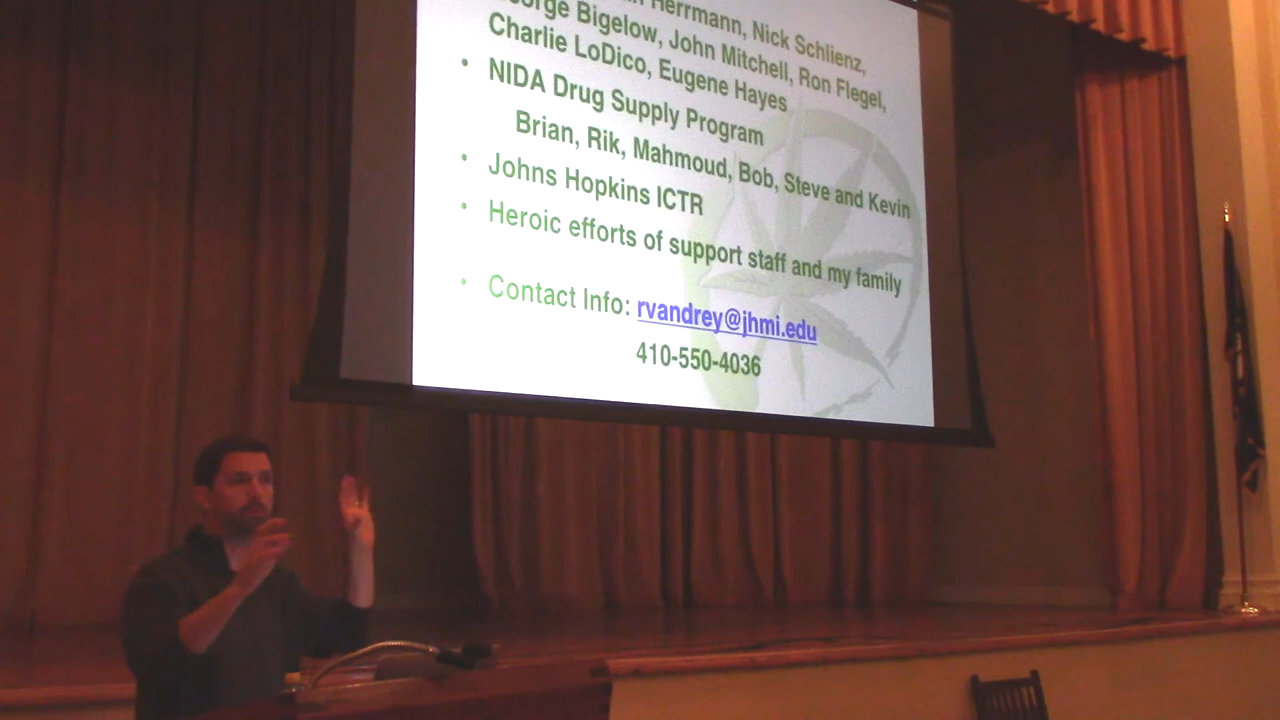 Herrmann, Nick Schlienz,
George Bigelow, John Mitchell, Ron Flegel,
Charlie LoDico, Eugene Hayes
• NIDA Drug Supply Program
Brian, Rik, Mahmoud, Bob, Steve and Kevin
• Johns Hopkins ICTR
• Heroic efforts of support staff and my family
• Contact Info: rvandrey@jhmi.edu
410-550-4036